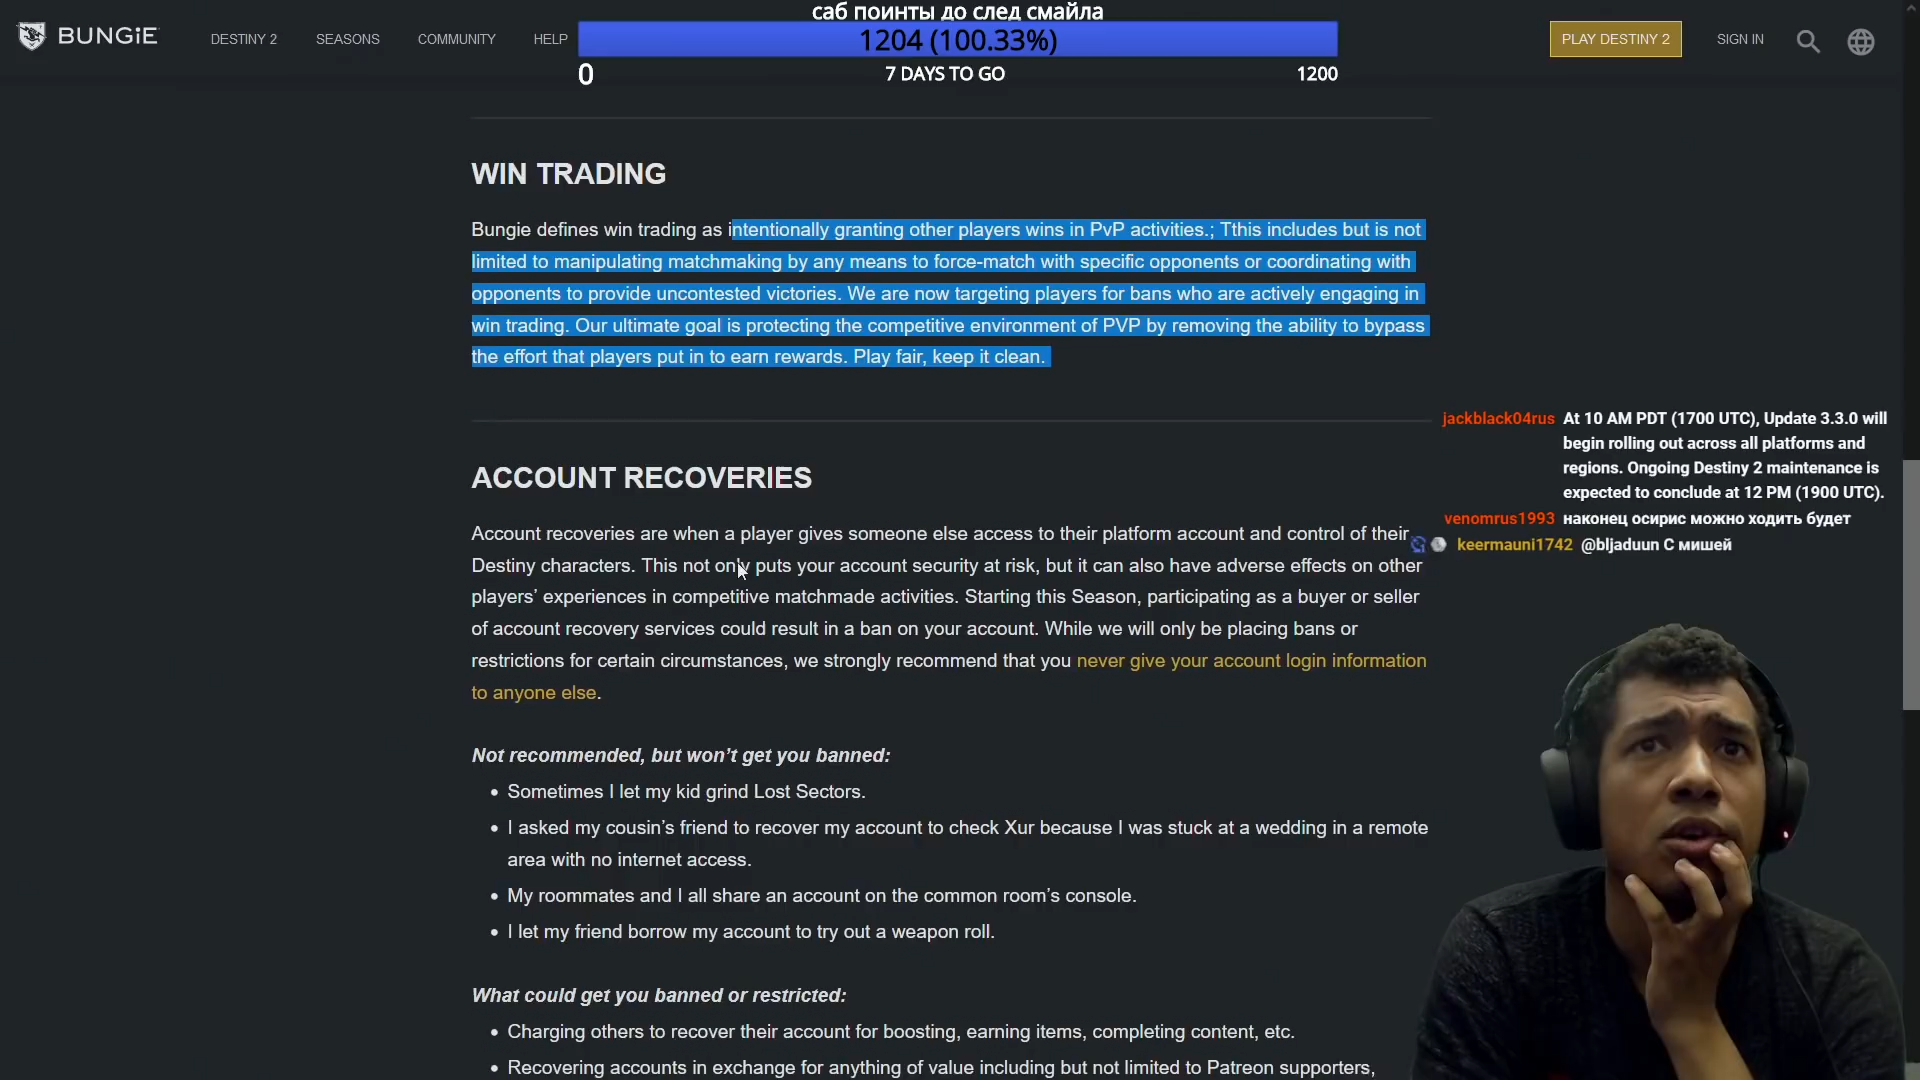 саб поинты до след смайла
BUNGiE
DESTINY 2
SEASONS
COMMUNITY
HELP
1204 (100.33%)
PLAY DESTINY 2
SIGN IN
0
7 DAYS TO GO
1200
WIN TRADING
Bungie defines win trading as intentionally granting other players wins in PvP activities.; Tthis includes but is not
limited to manipulating matchmaking by any means to force-match with specific opponents or coordinating with
opponents to provide uncontested victories. We are now targeting players for bans who are actively engaging in
win trading. Our ultimate goal is protecting the competitive environment of PVP by removing the ability to bypass
the effort that players put in to earn rewards. Play fair, keep it clean.
jackblack04rus At 10 AM PDT (1700 UTC), Update 3.3.0 will
begin rolling out across all platforms and
regions. Ongoing Destiny 2 maintenance is
expected to conclude at 12 PM (1900 UTC).
venomrus1993 наконец осирис можно ходить будет
keermauni1742 @bljaduun С мишей
ACCOUNT RECOVERIES
Account recoveries are when a player gives someone else access to their platform account and control of their
Destiny characters. This not only puts your account security at risk, but it can also have adverse effects on other
players’ experiences in competitive matchmade activities. Starting this Season, participating as a buyer or seller
of account recovery services could result in a ban on your account. While we will only be placing bans or
restrictions for certain circumstances, we strongly recommend that you never give your account login information
to anyone else.
Not recommended, but won’t get you banned:
• Sometimes I let my kid grind Lost Sectors.
• I asked my cousin’s friend to recover my account to check Xur because I was stuck at a wedding in a remote
area with no internet access.
• My roommates and I all share an account on the common room’s console.
• I let my friend borrow my account to try out a weapon roll.
What could get you banned or restricted:
• Charging others to recover their account for boosting, earning items, completing content, etc.
• Recovering accounts in exchange for anything of value including but not limited to Patreon supporters,